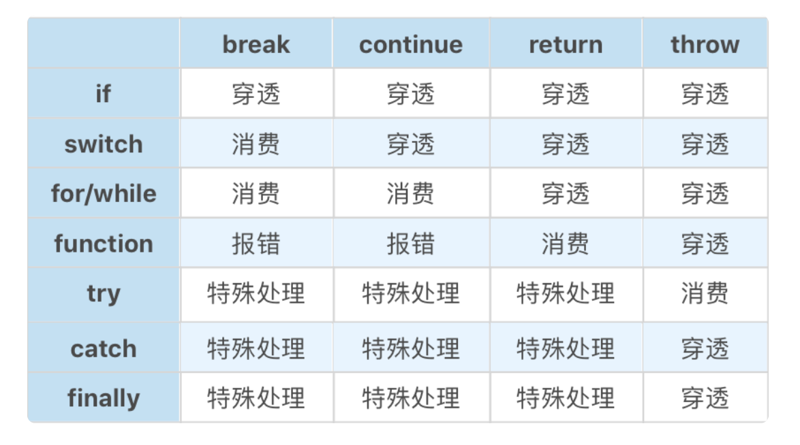 break continue return throw
if 穿透 穿透 穿透 穿透
switch 消费 穿透 穿透 穿透
for/while 消费 消费 穿透 穿透
function 报错 报错 消费 穿透
try 特殊处理 特殊处理 特殊处理 消费
catch 特殊处理 特殊处理 特殊处理 穿透
finally 特殊处理 特殊处理 特殊处理 穿透